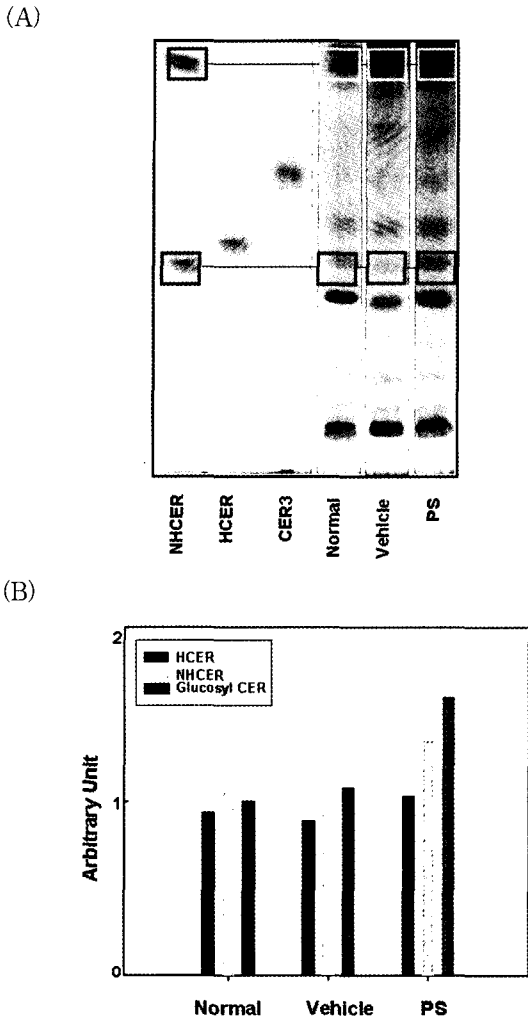 (A)
NHCER
HCER
CER3
Normal
Vehicle
PS
(B)
2
HCER
NHCER
Glucosyl CER
1
Arbitrary Unit
0
Normal Vehicle PS